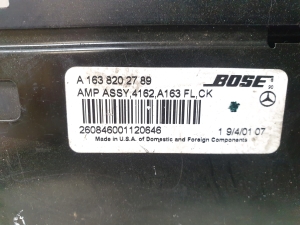 A 163 820 27 89
BOSE
AMP ASSY,4162,A163 FL,CK
260846001120646
1 9/4/01 07
Made in U.S.A. of Domestic and Foreign Components